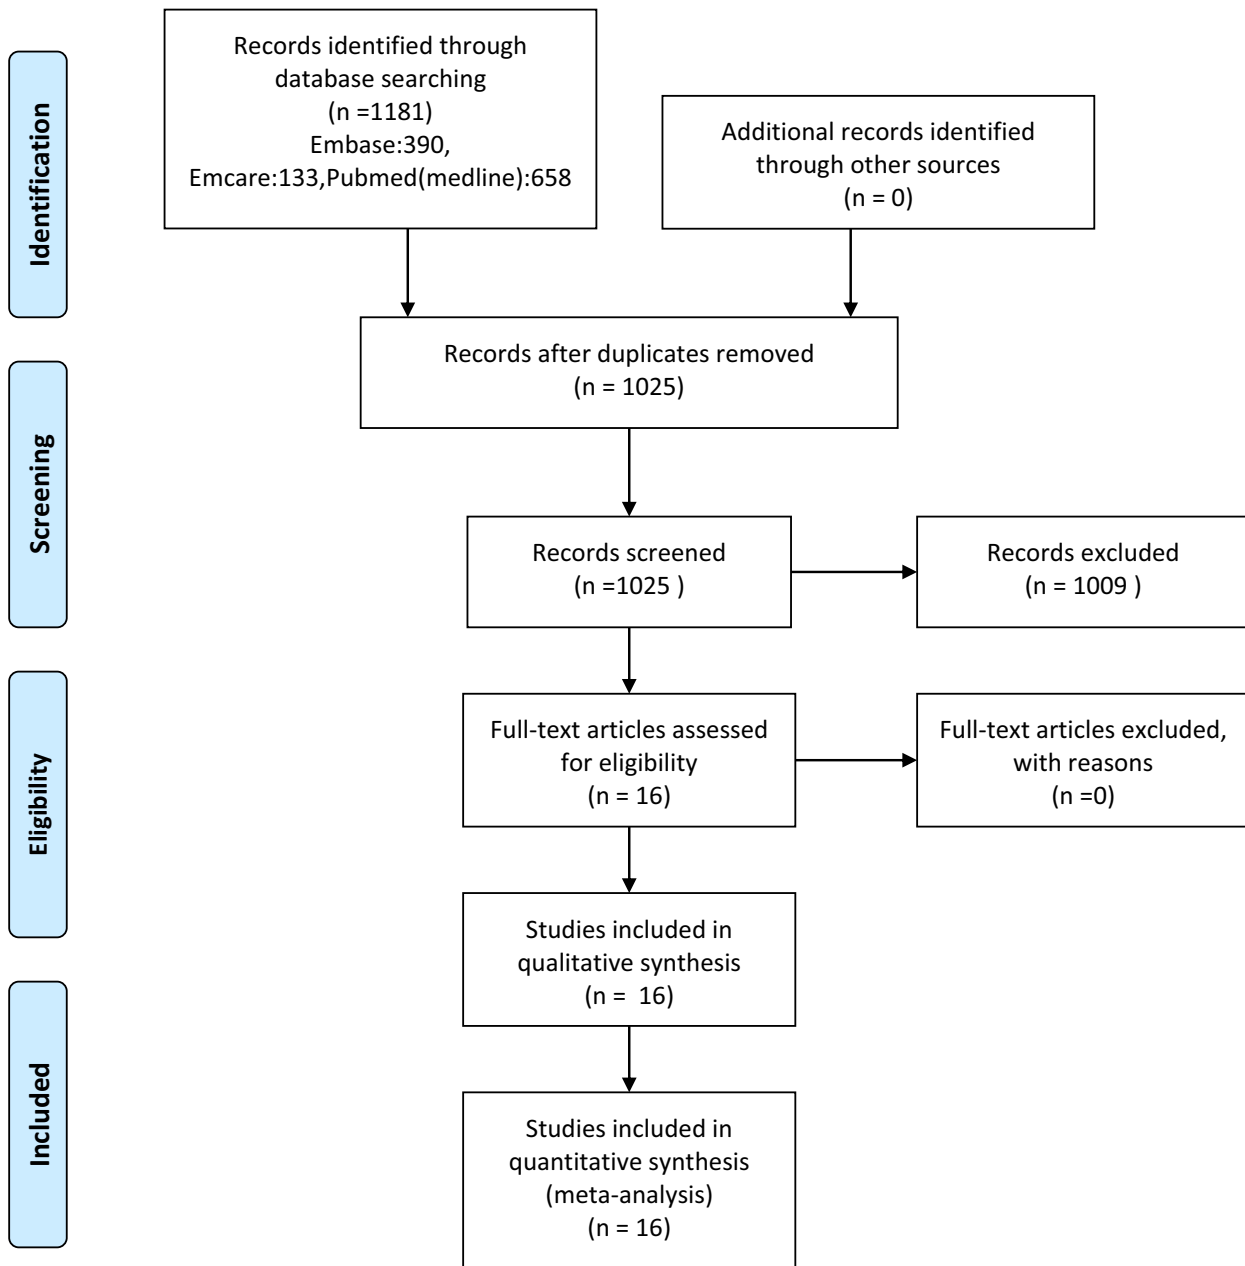 Identification
Records identified through
database searching
(n =1181)
Embase:390,
Emcare:133,Pubmed(medline):658
Additional records identified
through other sources
(n = 0)
Records after duplicates removed
(n = 1025)
Screening
Records screened
(n =1025 )
Records excluded
(n = 1009 )
Eligibility
Full-text articles assessed
for eligibility
(n = 16)
Full-text articles excluded,
with reasons
(n =0)
Studies included in
qualitative synthesis
(n =  16)
Included
Studies included in
quantitative synthesis
(meta-analysis)
(n = 16)